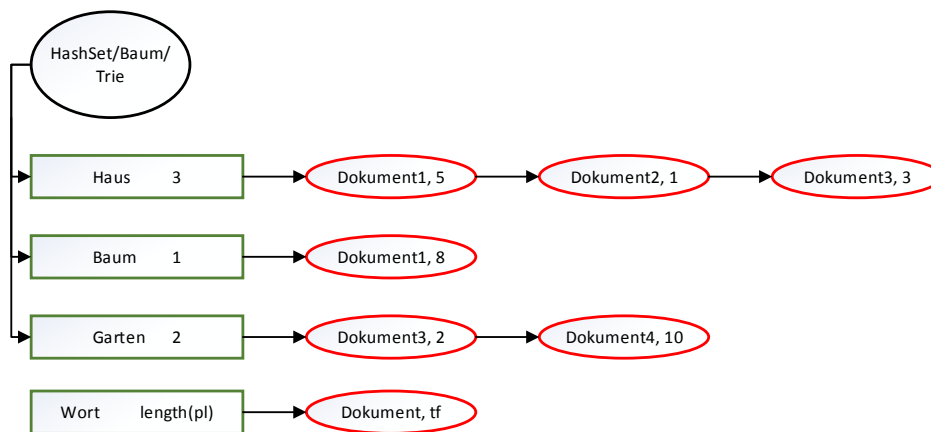 HashSet/Baum/
Trie
Haus 3
Dokument1, 5
Dokument2, 1
Dokument3, 3
Baum 1
Dokument1, 8
Garten 2
Dokument3, 2
Dokument4, 10
Wort length(pl)
Dokument, tf